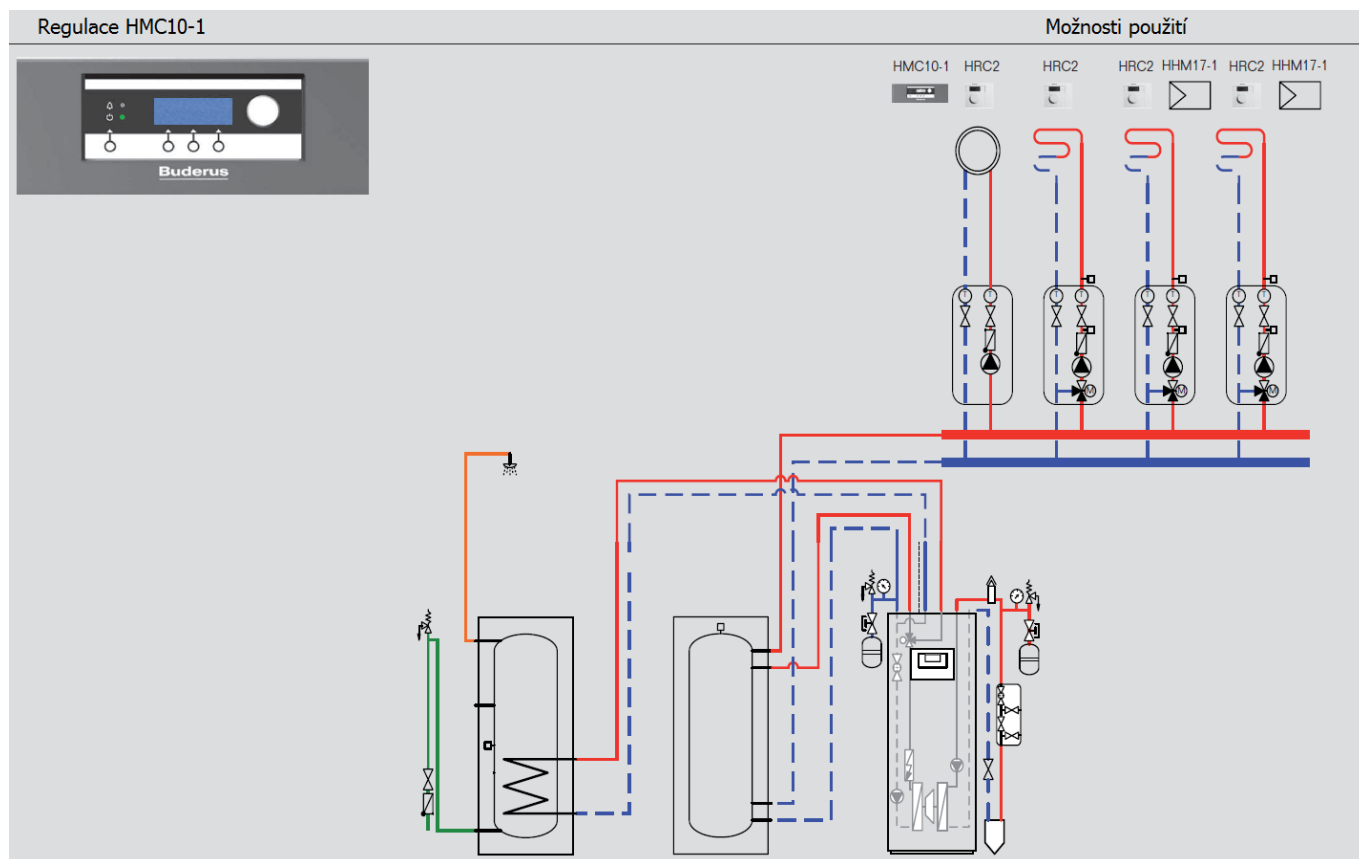 Regulace HMC10-1
Možnosti použití
HMC10-1 HRC2 HRC2 HRC2 HHM17-1 HRC2 HHM17-1
Buderus
T T T T T T T T
M M M